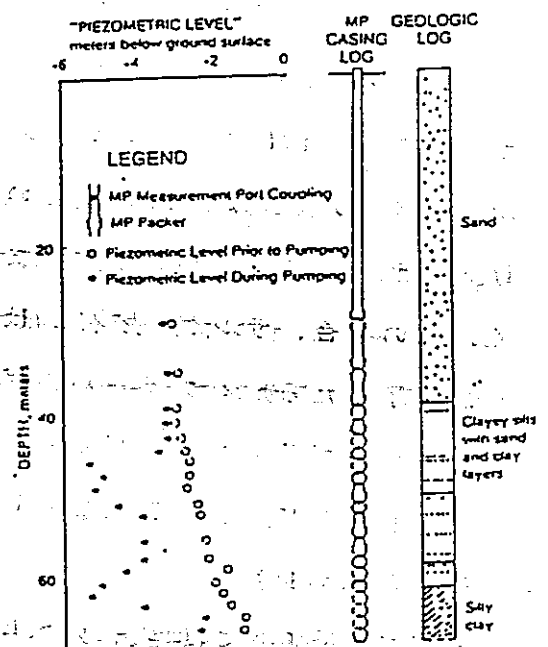 "PIEZOMETRIC LEVEL"
meters below ground surface
+6 -4 -2 0
MP
CASING
LOG
GEOLOGIC
LOG
LEGEND
MP Measurement Port Coupling
MP Packer
Piezometric Level Prior to Pumping
Piezometric Level During Pumping
20
40
60
DEPTH, meters
Sand
Clayey silts
with sand
and clay
layers
Silty
clay